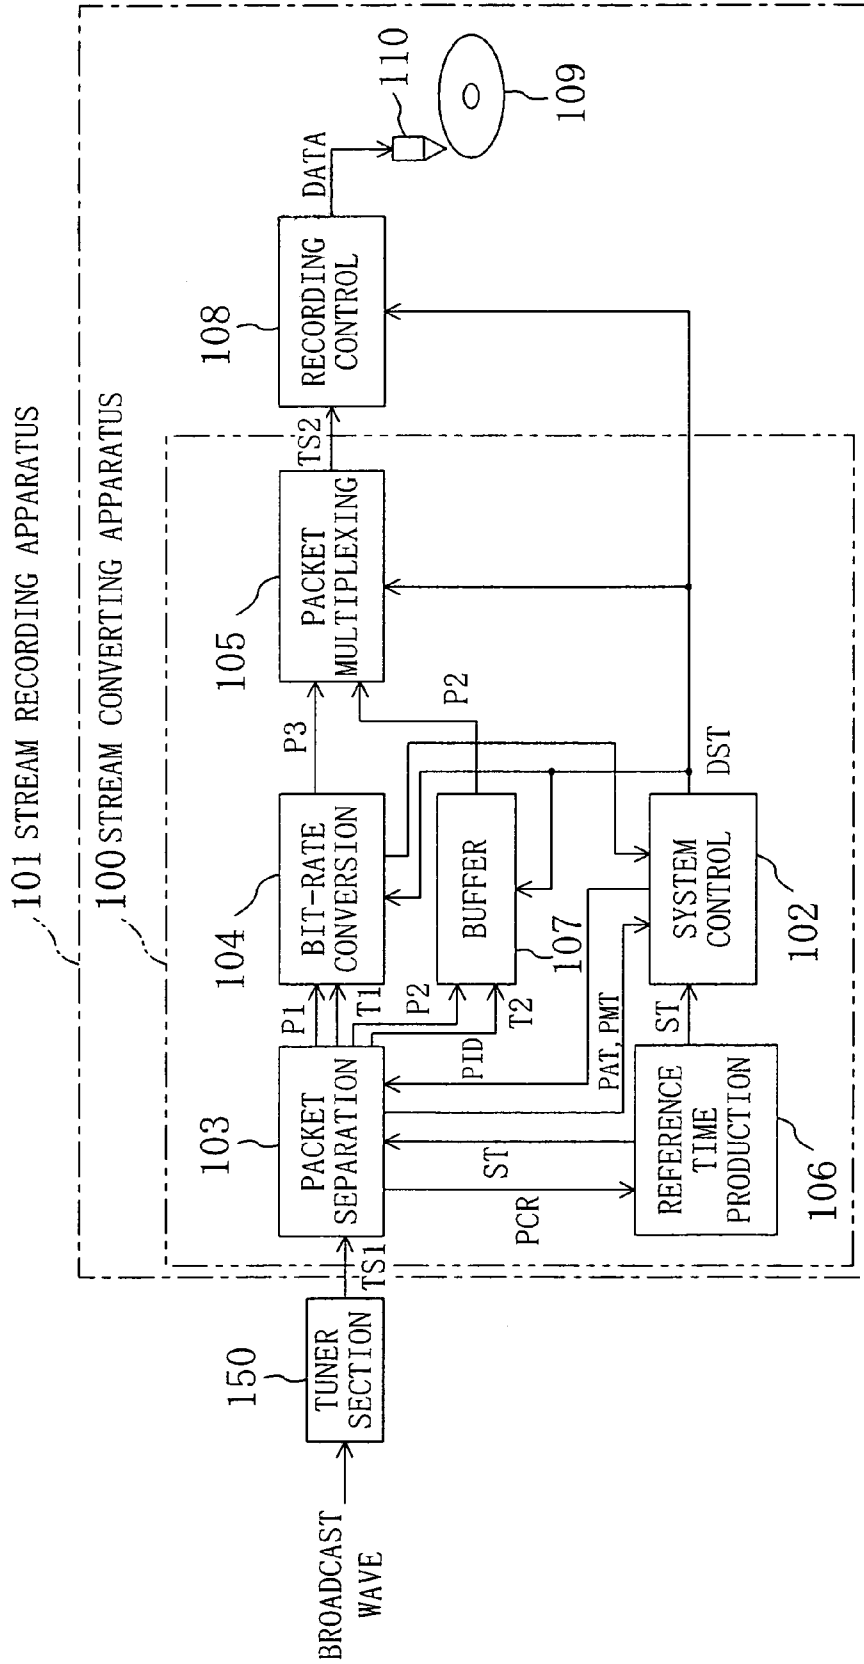 101 STREAM RECORDING APPARATUS
100 STREAM CONVERTING APPARATUS
BROADCAST
WAVE
150
TUNER
SECTION
TS1
103
PACKET
SEPARATION
P1
T1
P2
PID
T2
104
BIT-RATE
CONVERSION
P3
BUFFER
107
P2
105
PACKET
MULTIPLEXING
TS2
108
RECORDING
CONTROL
DATA
110
109
PCR
ST
PAT, PMT
REFERENCE
TIME
PRODUCTION
106
ST
SYSTEM
CONTROL
102
DST